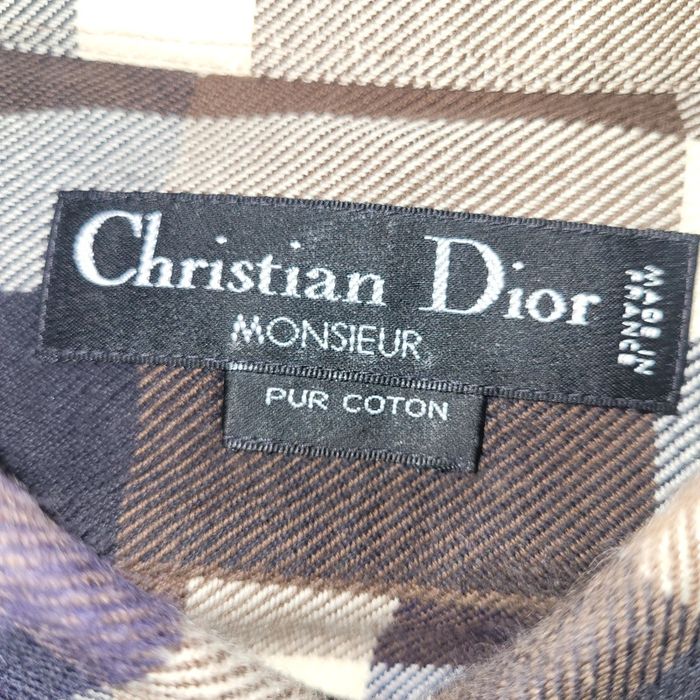 Christian Dior
MONSIEUR
MADE IN
FRANCE
PUR COTON